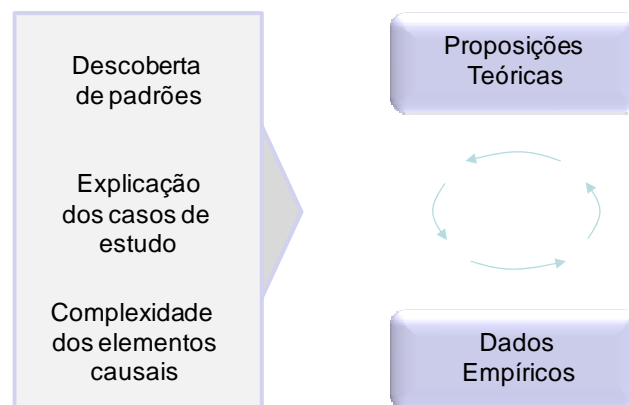 Descoberta
de padrões
Explicação
dos casos de
estudo
Complexidade
dos elementos
causais
Proposições
Teóricas
Dados
Empíricos